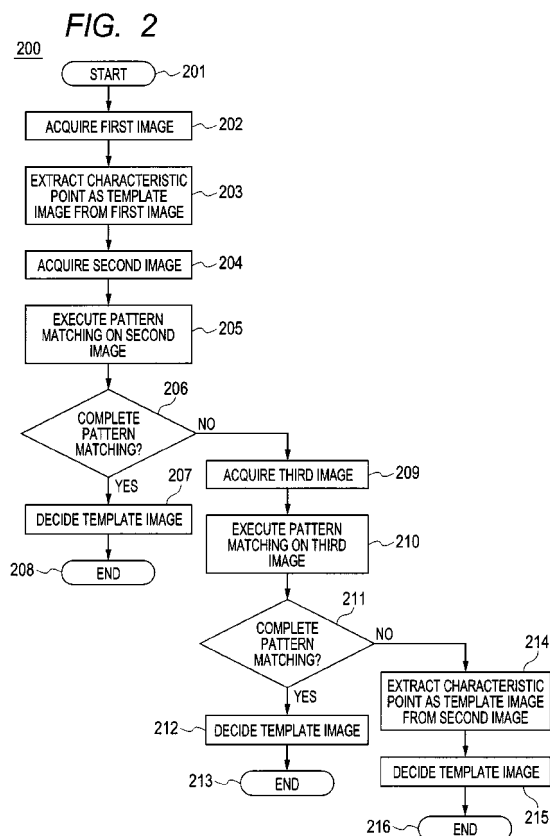 FIG. 2
200
START
201
ACQUIRE FIRST IMAGE
202
EXTRACT CHARACTERISTIC
POINT AS TEMPLATE
IMAGE FROM FIRST IMAGE
203
ACQUIRE SECOND IMAGE
204
EXECUTE PATTERN
MATCHING ON SECOND
IMAGE
205
206
COMPLETE
PATTERN
MATCHING?
NO
YES
207
DECIDE TEMPLATE IMAGE
208
END
ACQUIRE THIRD IMAGE
209
EXECUTE PATTERN
MATCHING ON THIRD
IMAGE
210
211
COMPLETE
PATTERN
MATCHING?
NO
YES
212
DECIDE TEMPLATE IMAGE
213
END
214
EXTRACT CHARACTERISTIC
POINT AS TEMPLATE IMAGE
FROM SECOND IMAGE
DECIDE TEMPLATE IMAGE
215
216
END